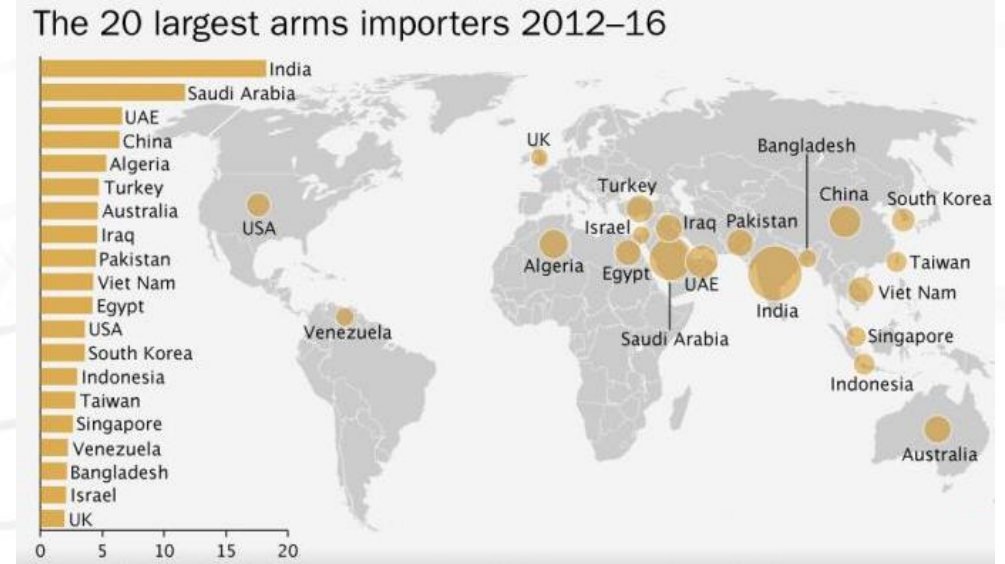 The 20 largest arms importers 2012–16
India
Saudi Arabia
UAE
China
Algeria
Turkey
Australia
Iraq
Pakistan
Viet Nam
Egypt
USA
South Korea
Indonesia
Taiwan
Singapore
Venezuela
Bangladesh
Israel
UK
0 5 10 15 20
UK
Bangladesh
Turkey
China
South Korea
USA
Israel
Iraq
Pakistan
Algeria
Egypt
UAE
Taiwan
India
Viet Nam
Venezuela
Saudi Arabia
Singapore
Indonesia
Australia